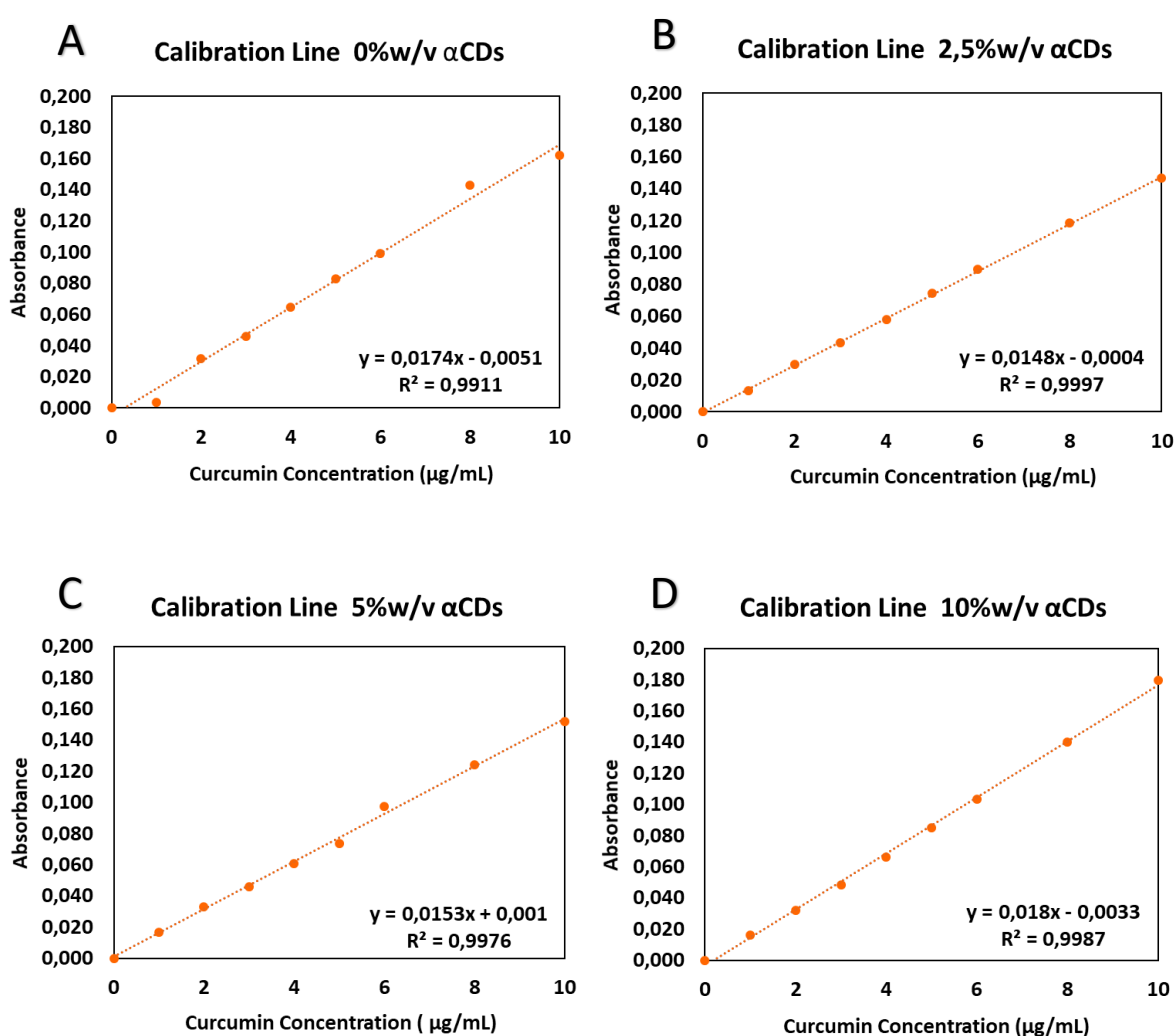 A
Calibration Line 0%w/v αCDs
0,200
0,180
0,160
0,140
0,120
0,100
0,080
0,060
0,040
0,020
0,000
Absorbance
y = 0,0174x - 0,0051
R² = 0,9911
0 2 4 6 8 10
Curcumin Concentration (µg/mL)
B
Calibration Line 2,5%w/v αCDs
0,200
0,180
0,160
0,140
0,120
0,100
0,080
0,060
0,040
0,020
0,000
Absorbance
y = 0,0148x - 0,0004
R² = 0,9997
0 2 4 6 8 10
Curcumin Concentration (µg/mL)
C
Calibration Line 5%w/v αCDs
0,200
0,180
0,160
0,140
0,120
0,100
0,080
0,060
0,040
0,020
0,000
Absorbance
y = 0,0153x + 0,001
R² = 0,9976
0 2 4 6 8 10
Curcumin Concentration ( µg/mL)
D
Calibration Line 10%w/v αCDs
0,200
0,180
0,160
0,140
0,120
0,100
0,080
0,060
0,040
0,020
0,000
Absorbance
y = 0,018x - 0,0033
R² = 0,9987
0 2 4 6 8 10
Curcumin Concentration (µg/mL)